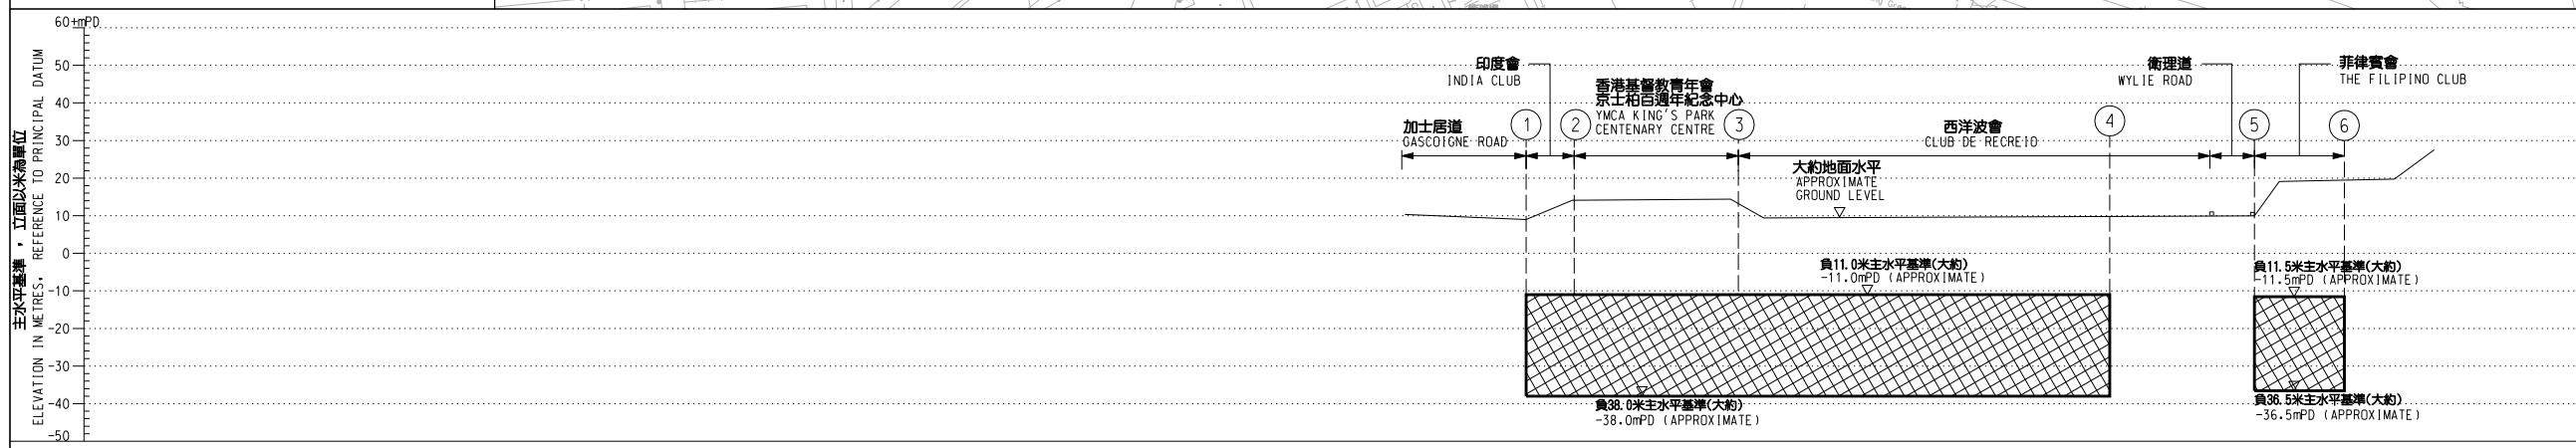 60+mPD
50
40
30
20
10
0
-10
-20
-30
-40
-50
主水平基準 , 立面以米為單位
ELEVATION IN METRES, REFERENCE TO PRINCIPAL DATUM
加士居道
GASCOIGNE ROAD
印度會
INDIA CLUB
香港基督教青年會
京士柏百週年紀念中心
YMCA KING'S PARK
CENTENARY CENTRE
1
2
3
西洋波會
CLUB DE RECREIO
大約地面水平
APPROXIMATE
GROUND LEVEL
4
衛理道
WYLIE ROAD
5
菲律賓會
THE FILIPINO CLUB
6
負11.0米主水平基準(大約)
-11.0mPD (APPROXIMATE)
負11.5米主水平基準(大約)
-11.5mPD (APPROXIMATE)
負38.0米主水平基準(大約)
-38.0mPD (APPROXIMATE)
負36.5米主水平基準(大約)
-36.5mPD (APPROXIMATE)